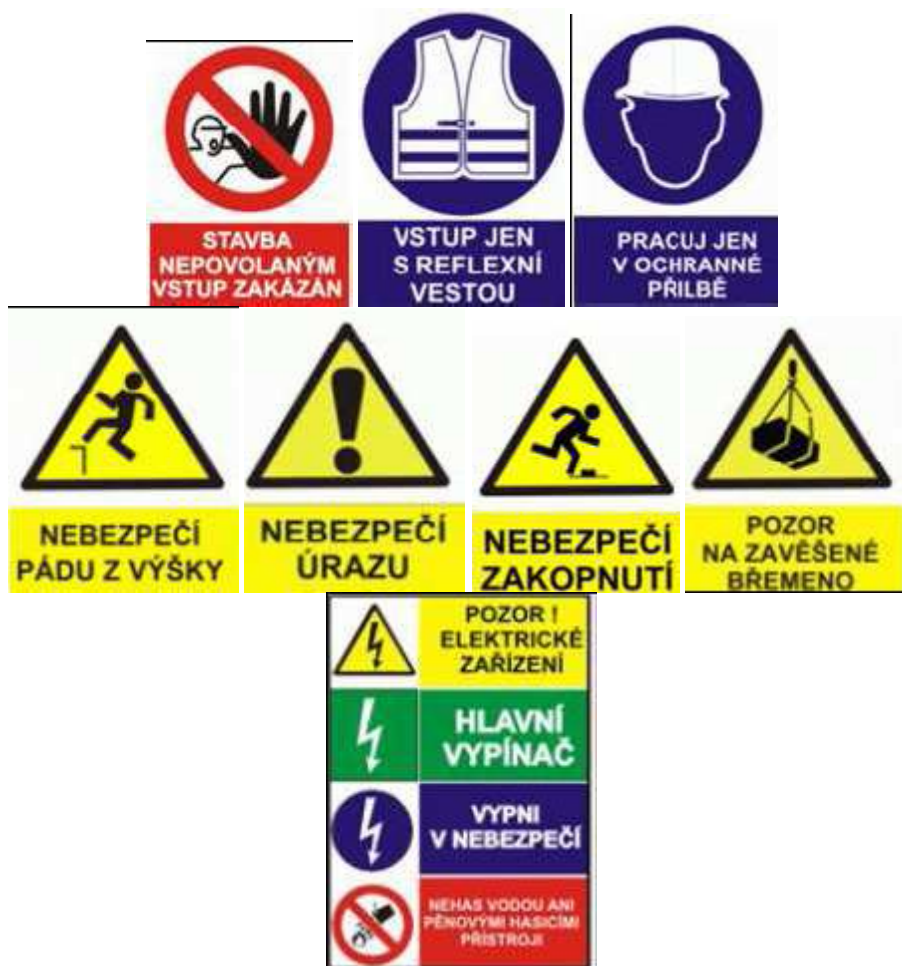 STAVBA
NEPOVOLANÝM
VSTUP ZAKÁZÁN
VSTUP JEN
S REFLEXNÍ
VESTOU
PRACUJ JEN
V OCHRANNÉ
PŘILBĚ
NEBEZPEČÍ
PÁDU Z VÝŠKY
NEBEZPEČÍ
ÚRAZU
NEBEZPEČÍ
ZAKOPNUTÍ
POZOR
NA ZAVĚŠENÉ
BŘEMENO
POZOR !
ELEKTRICKÉ
ZAŘÍZENÍ
HLAVNÍ
VYPÍNAČ
VYPNI
V NEBEZPEČÍ
NEHAS VODOU ANI
PĚNOVÝMI HASICÍMI
PŘÍSTROJI